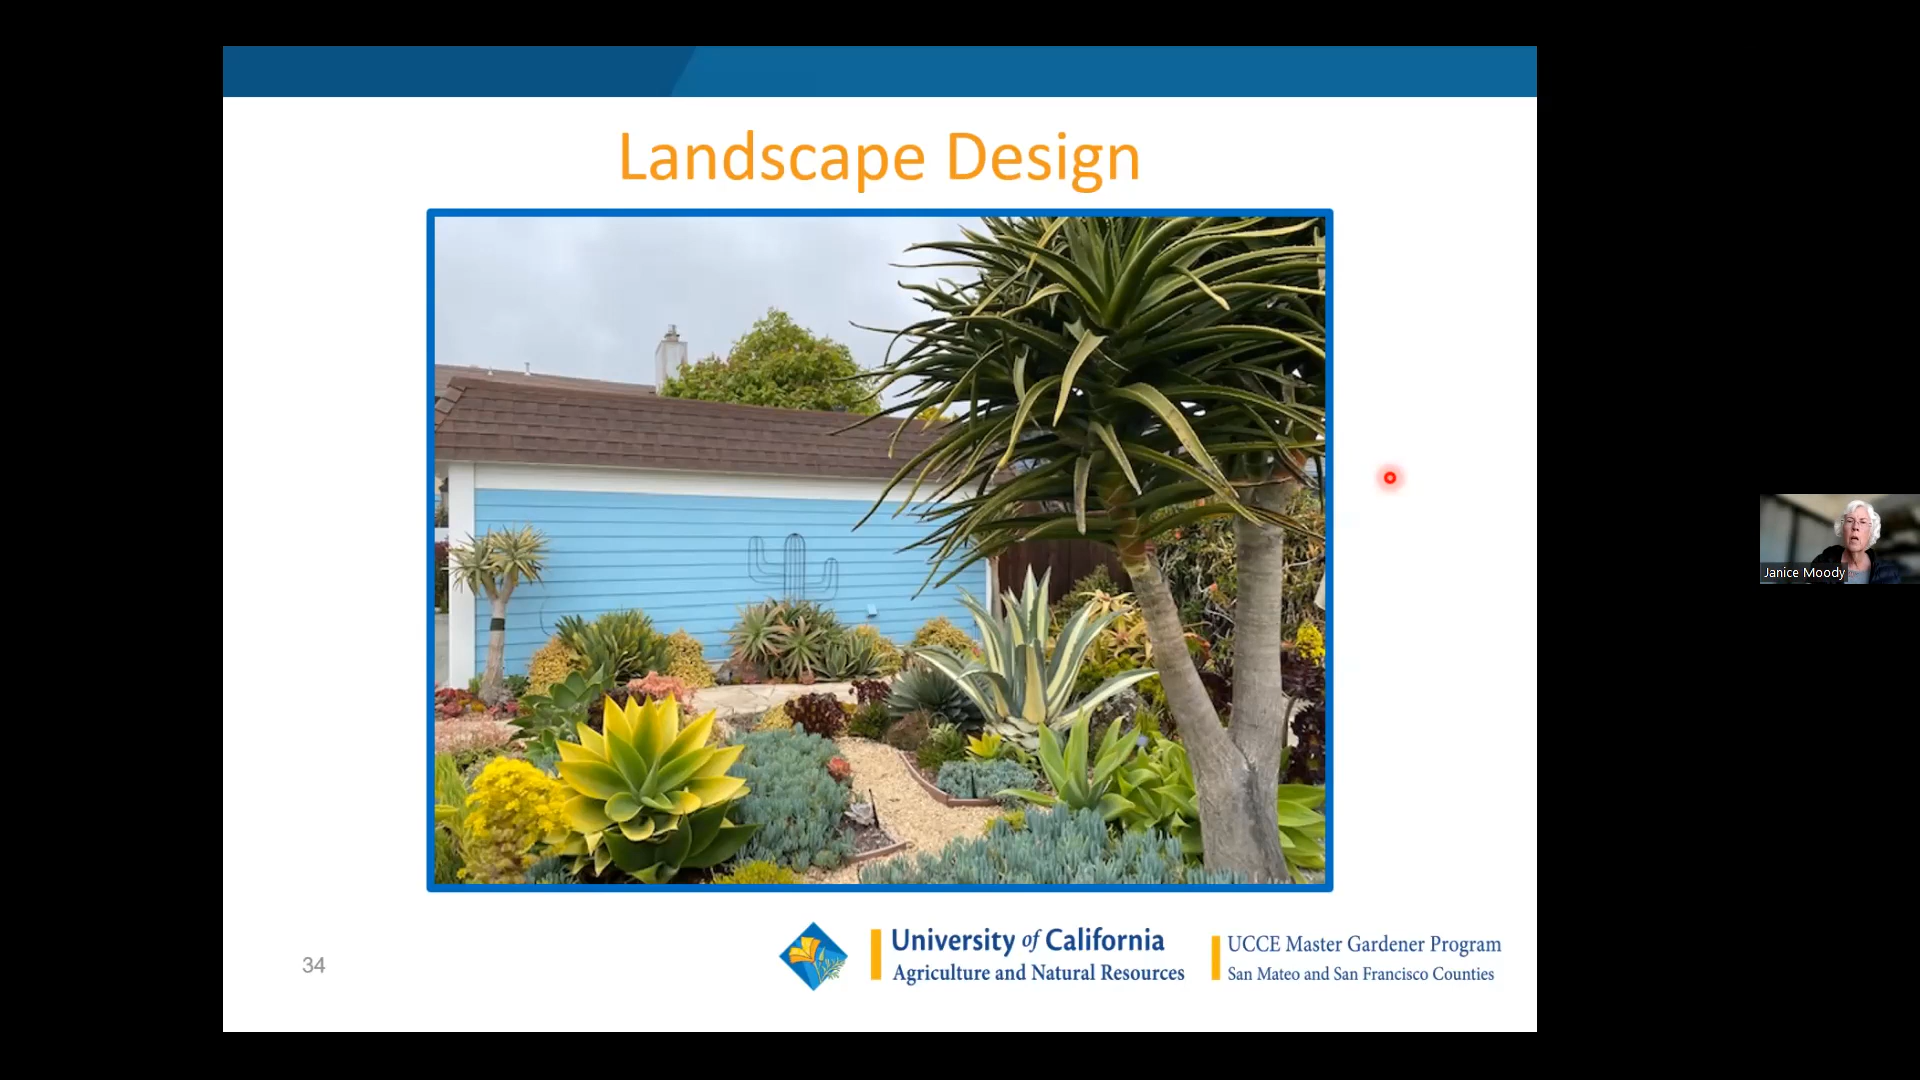 Landscape Design
Janice Moody
University of California
Agriculture and Natural Resources
UCCE Master Gardener Program
San Mateo and San Francisco Counties
34